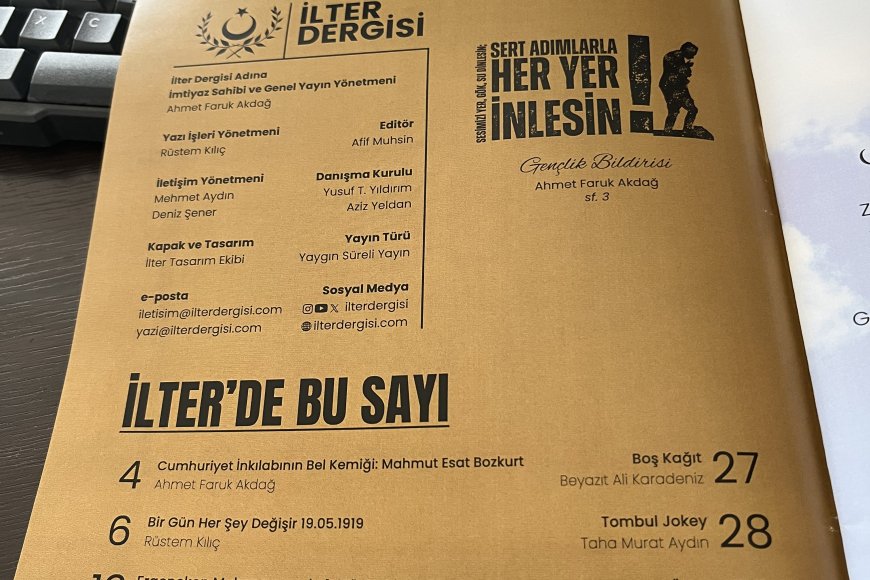 X
C
İLTER
DERGİSİ
İlter Dergisi Adına
İmtiyaz Sahibi ve Genel Yayın Yönetmeni
Ahmet Faruk Akdağ
Yazı İşleri Yönetmeni
Rüstem Kılıç
Editör
Afif Muhsin
İletişim Yönetmeni
Mehmet Aydın
Deniz Şener
Danışma Kurulu
Yusuf T. Yıldırım
Aziz Yeldan
Kapak ve Tasarım
İlter Tasarım Ekibi
Yayın Türü
Yaygın Süreli Yayın
e-posta
iletisim@ilterdergisi.com
yazi@ilterdergisi.com
Sosyal Medya
ilterdergisi
ilterdergisi.com
SESİMİZİ YER, GÖK, SU DİNLESİN;
SERT ADIMLARLA
HER YER
İNLESİN!
Gençlik Bildirisi
Ahmet Faruk Akdağ
sf. 3
İLTER'DE BU SAYI
4 Cumhuriyet İnkılabının Bel Kemiği: Mahmut Esat Bozkurt
Ahmet Faruk Akdağ
Boş Kağıt 27
Beyazıt Ali Karadeniz
6 Bir Gün Her Şey Değişir 19.05.1919
Rüstem Kılıç
Tombul Jokey 28
Taha Murat Aydın
Z
G